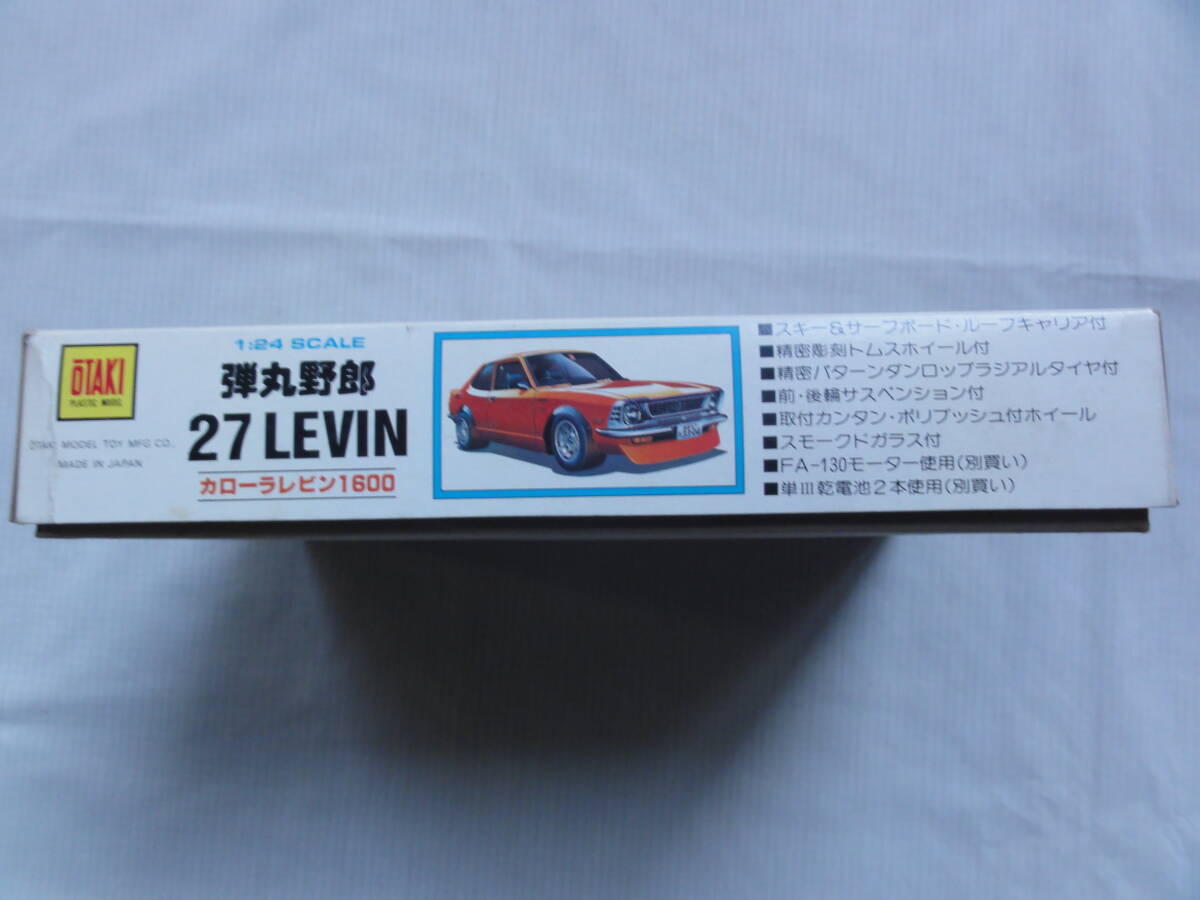 ŌTAKI
PLASTIC MODEL
OTAKI MODEL TOY MFG CO.,
MADE IN JAPAN
1:24 SCALE
弾丸野郎
27 LEVIN
カローラレビン1600
■スキー&サーフボード・ルーフキャリア付
■精密彫刻トムスホイール付
■精密パターンダンロップラジアルタイヤ付
■前・後輪サスペンション付
■取付カンタン・ポリブッシュ付ホイール
■スモークドガラス付
■FA-130モーター使用(別買い)
■単III乾電池2本使用(別買い)